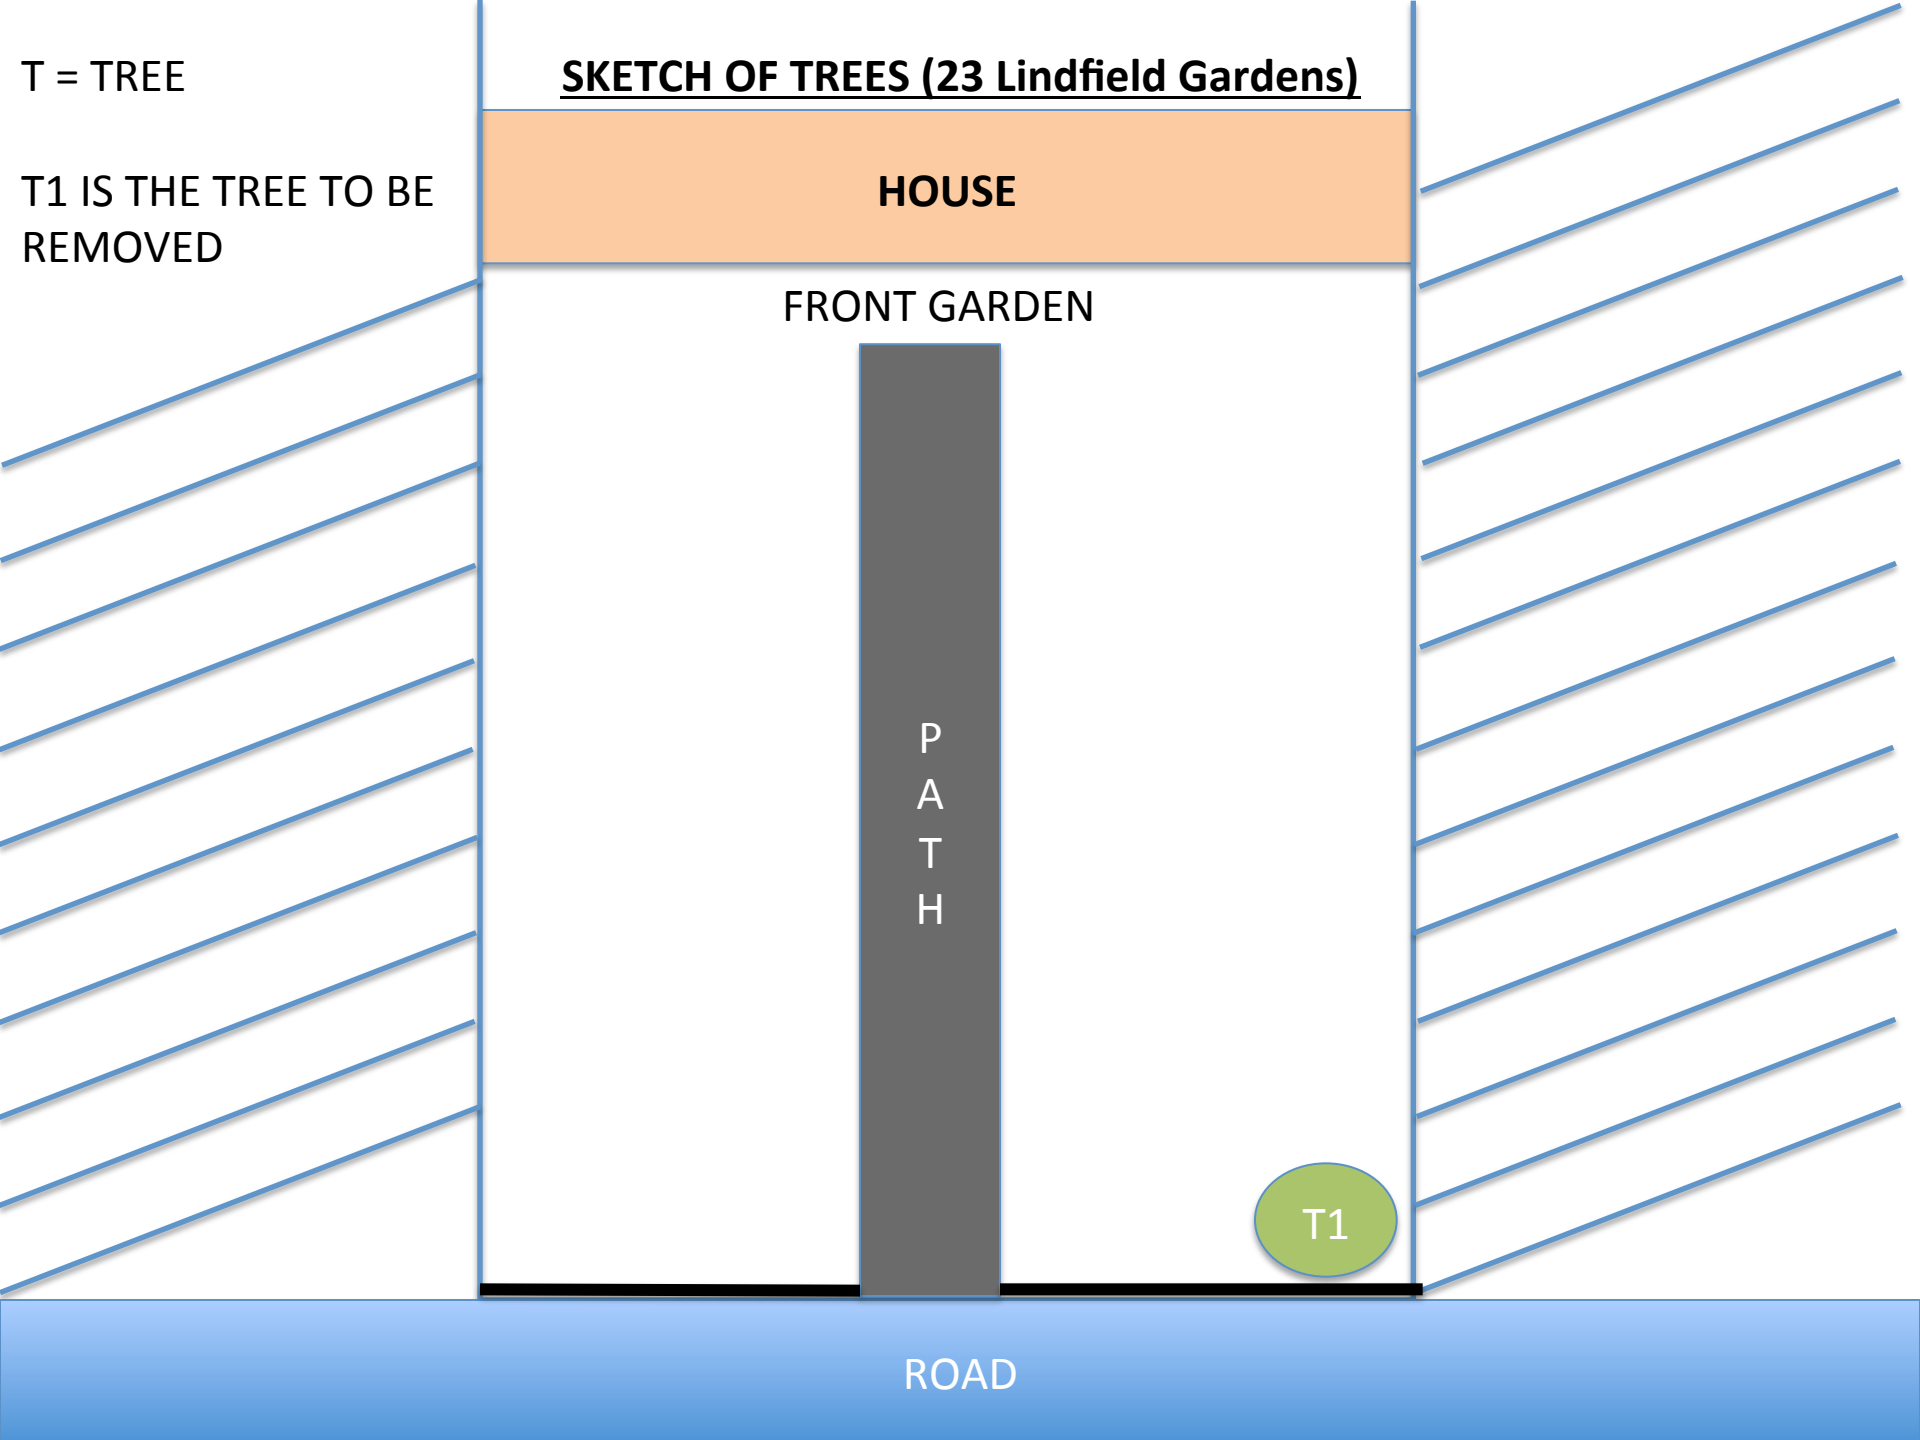 T = TREE
SKETCH OF TREES (23 Lindfield Gardens)
T1 IS THE TREE TO BE
REMOVED
HOUSE
FRONT GARDEN
P
A
T
H
T1
ROAD